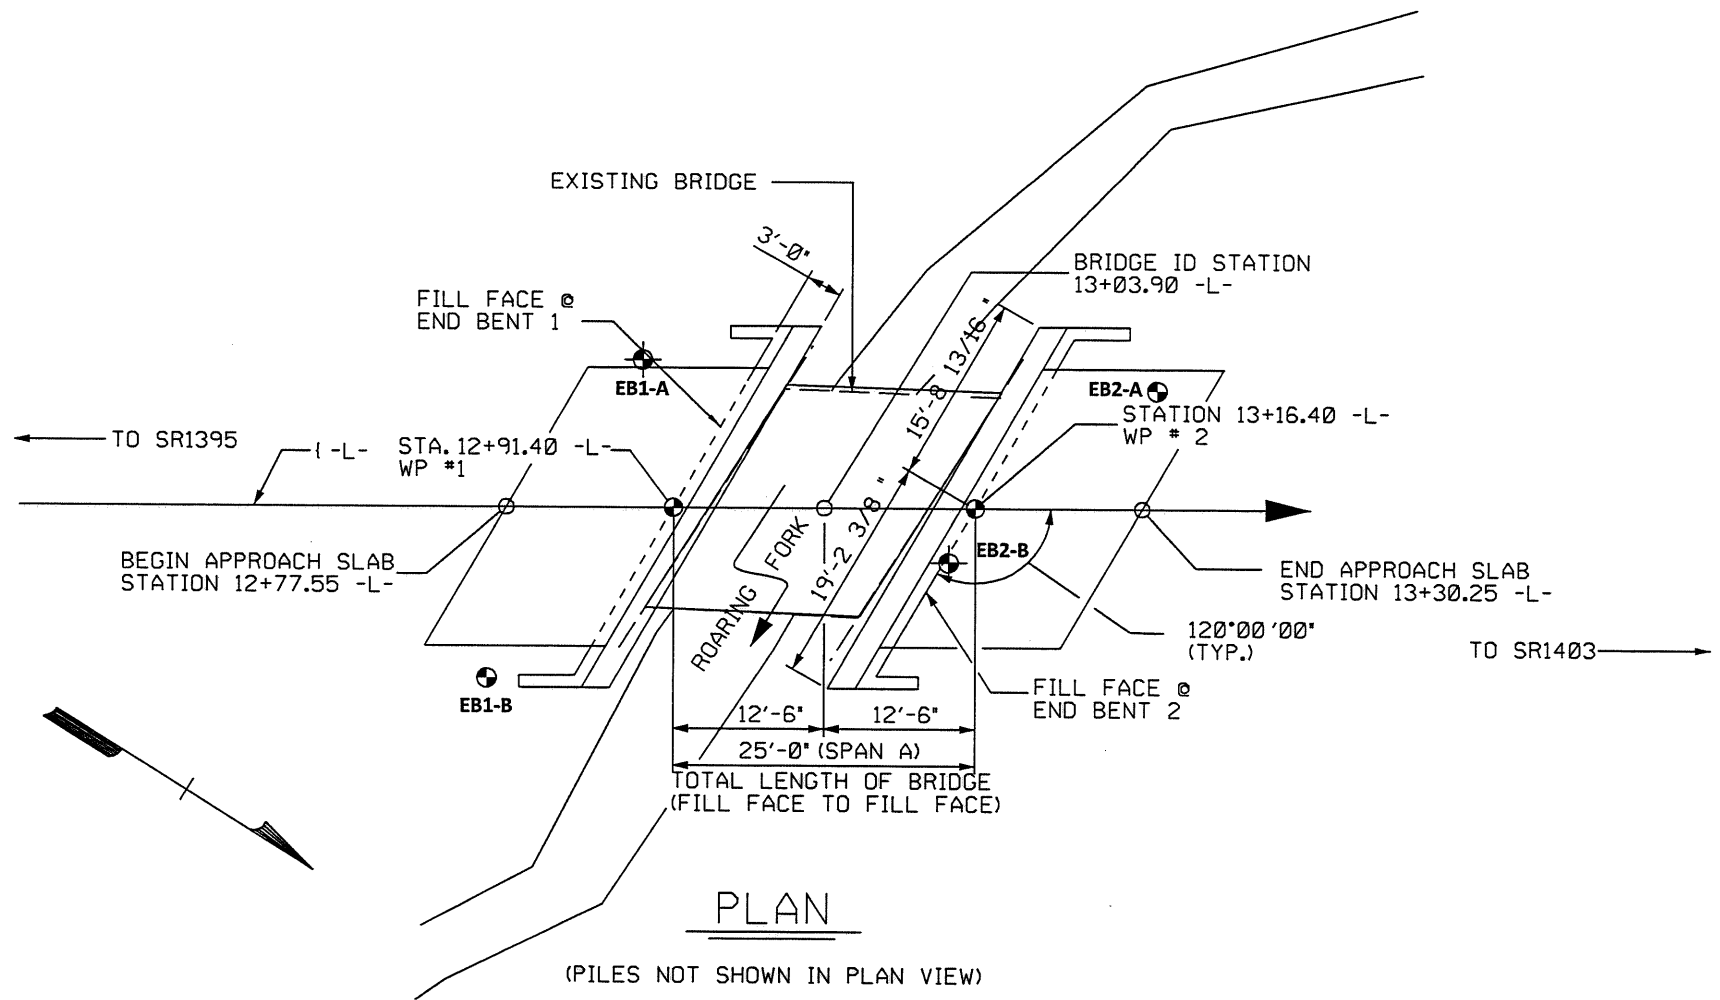 EXISTING BRIDGE
3'-0"
BRIDGE ID STATION
13+03.90 -L-
FILL FACE @
END BENT 1
15'-8 13/16 "
EB1-A
EB2-A
STATION 13+16.40 -L-
WP # 2
TO SR1395
-L-
STA. 12+91.40 -L-
WP #1
19'-2 3/8 "
ROARING FORK
EB2-B
BEGIN APPROACH SLAB
STATION 12+77.55 -L-
END APPROACH SLAB
STATION 13+30.25 -L-
120°00'00"
(TYP.)
TO SR1403
EB1-B
FILL FACE @
END BENT 2
12'-6"
12'-6"
25'-0" (SPAN A)
TOTAL LENGTH OF BRIDGE
(FILL FACE TO FILL FACE)
PLAN
(PILES NOT SHOWN IN PLAN VIEW)